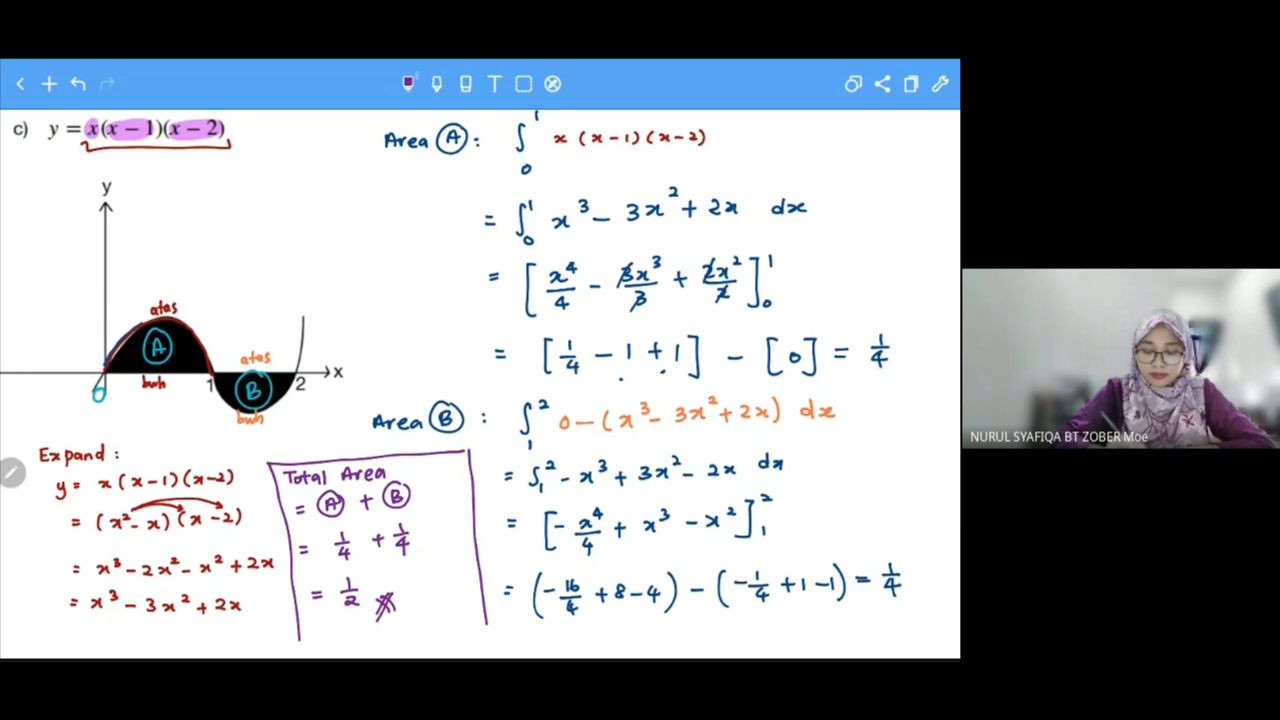 c) y = x(x − 1)(x − 2)
y
atas
A
bwh
atas
B
bwh
0
1
2
x
Expand :
y = x (x−1)(x−2)
= (x² − x)(x − 2)
= x³ − 2x² − x² + 2x
= x³ − 3x² + 2x
Total Area
= A + B
= 1/4 + 1/4
= 1/2
Area A : ∫₀¹ x (x−1)(x−2)
= ∫₀¹ x³ − 3x² + 2x dx
= [x⁴/4 − 3x³/3 + 2x²/2]₀¹
= [1/4 − 1 + 1] − [0] = 1/4
Area B : ∫₁² 0 − (x³ − 3x² + 2x) dx
= ∫₁² − x³ + 3x² − 2x dx
= [− x⁴/4 + x³ − x²]₁²
= (− 16/4 + 8 − 4) − (− 1/4 + 1 − 1) = 1/4
NURUL SYAFIQA BT ZOBER Moe
T